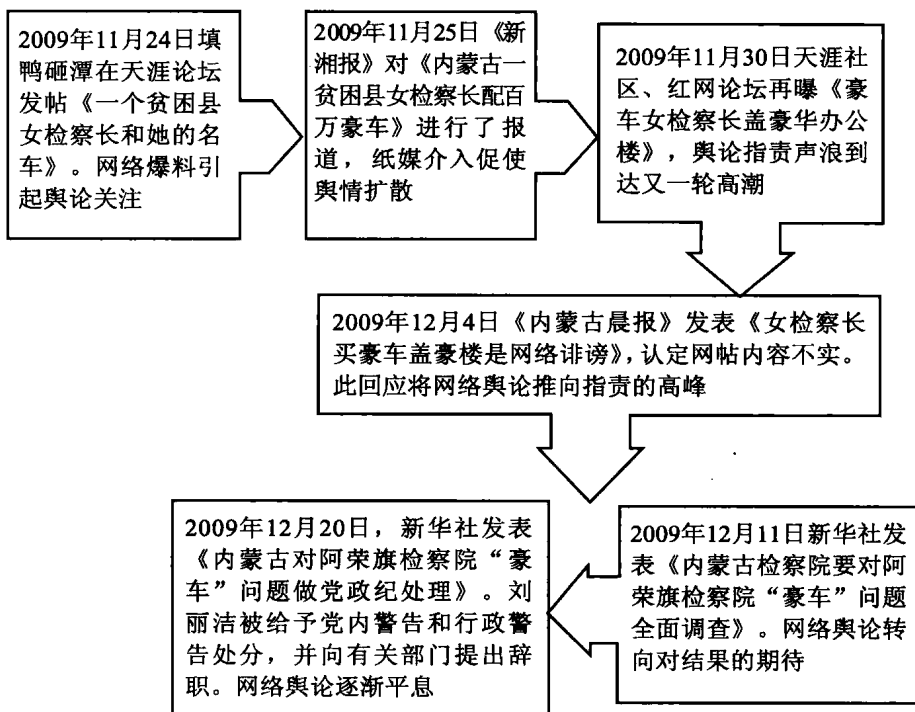 2009年11月24日填
鸭砸潭在天涯论坛
发帖《一个贫困县
女检察长和她的名
车》。网络爆料引
起舆论关注
2009年11月25日《新
湘报》对《内蒙古一
贫困县女检察长配百
万豪车》进行了报
道，纸媒介入促使
舆情扩散
2009年11月30日天涯社
区、红网论坛再曝《豪
车女检察长盖豪华办公
楼》，舆论指责声浪到
达又一轮高潮
2009年12月4日《内蒙古晨报》发表《女检察长
买豪车盖豪楼是网络诽谤》，认定网帖内容不实。
此回应将网络舆论推向指责的高峰
2009年12月11日新华社发
表《内蒙古检察院要对阿
荣旗检察院“豪车”问题
全面调查》。网络舆论转
向对结果的期待
2009年12月20日，新华社发表
《内蒙古对阿荣旗检察院“豪
车”问题做党政纪处理》。刘
丽洁被给予党内警告和行政警
告处分，并向有关部门提出辞
职。网络舆论逐渐平息